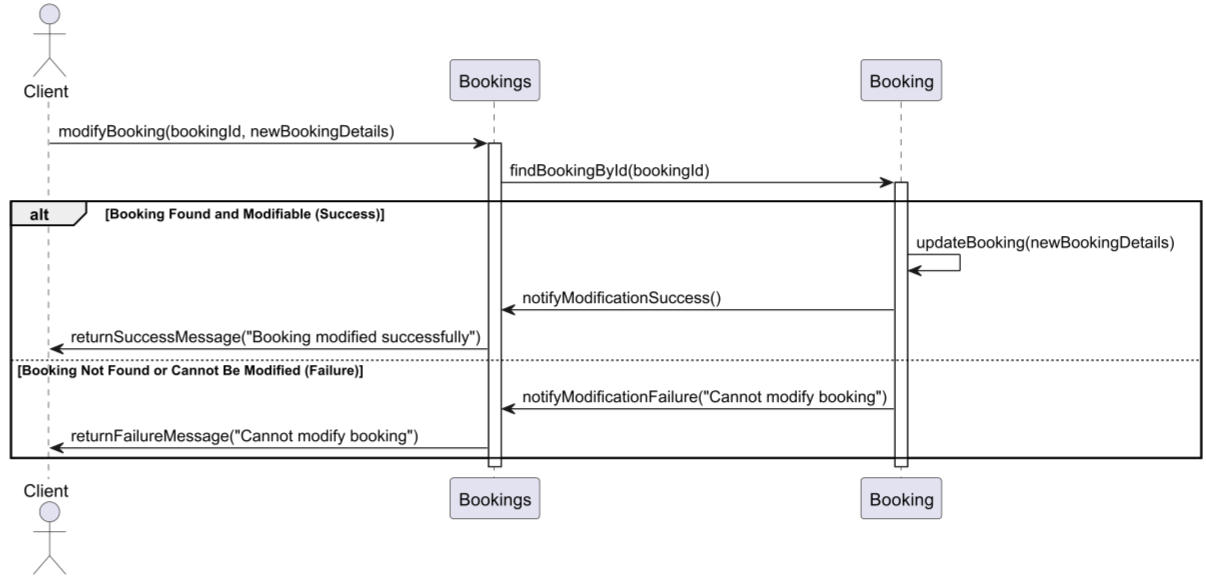 Client
Bookings
Booking
modifyBooking(bookingId, newBookingDetails)
findBookingById(bookingId)
alt
[Booking Found and Modifiable (Success)]
updateBooking(newBookingDetails)
notifyModificationSuccess()
returnSuccessMessage("Booking modified successfully")
[Booking Not Found or Cannot Be Modified (Failure)]
notifyModificationFailure("Cannot modify booking")
returnFailureMessage("Cannot modify booking")
Client
Bookings
Booking